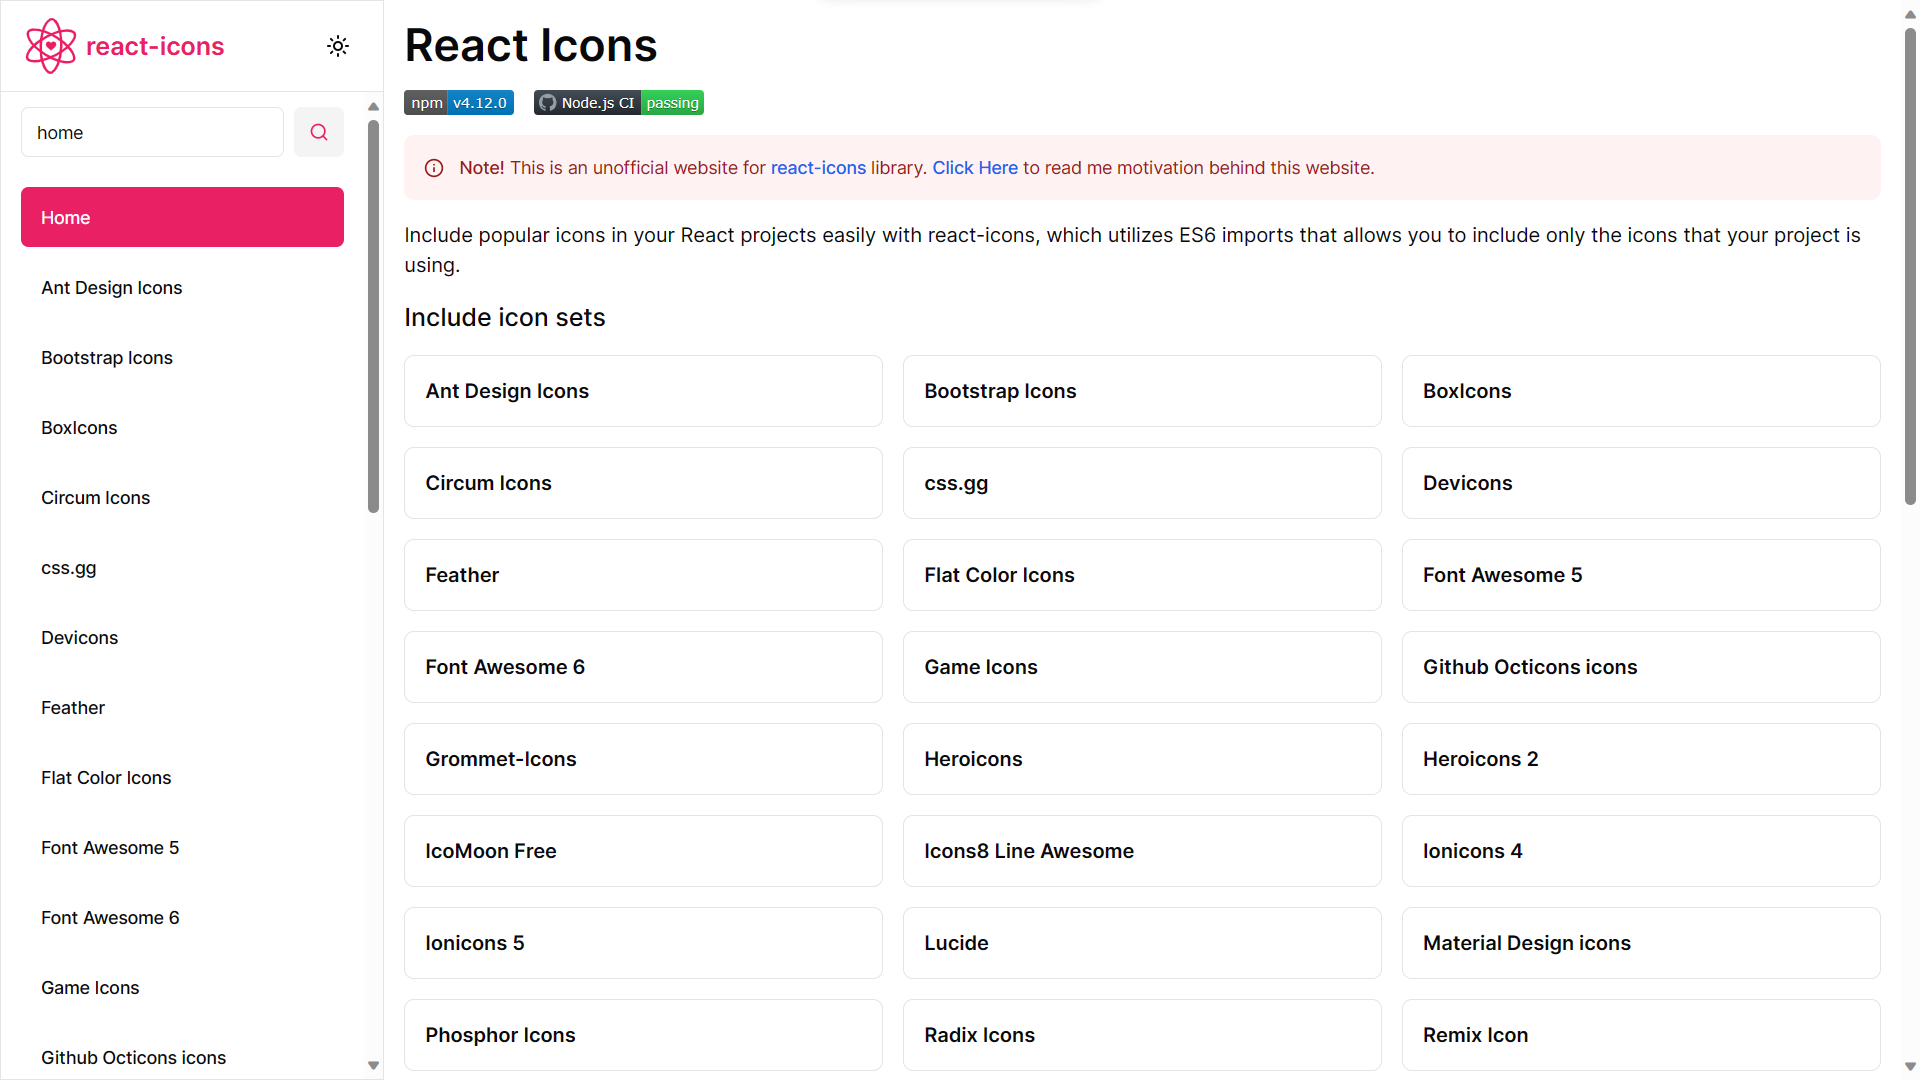 react-icons
home
Home
Ant Design Icons
Bootstrap Icons
BoxIcons
Circum Icons
css.gg
Devicons
Feather
Flat Color Icons
Font Awesome 5
Font Awesome 6
Game Icons
Github Octicons icons
React Icons
npm v4.12.0
Node.js CI passing
Note! This is an unofficial website for react-icons library. Click Here to read me motivation behind this website.
Include popular icons in your React projects easily with react-icons, which utilizes ES6 imports that allows you to include only the icons that your project is
using.
Include icon sets
Ant Design Icons
Bootstrap Icons
BoxIcons
Circum Icons
css.gg
Devicons
Feather
Flat Color Icons
Font Awesome 5
Font Awesome 6
Game Icons
Github Octicons icons
Grommet-Icons
Heroicons
Heroicons 2
IcoMoon Free
Icons8 Line Awesome
Ionicons 4
Ionicons 5
Lucide
Material Design icons
Phosphor Icons
Radix Icons
Remix Icon